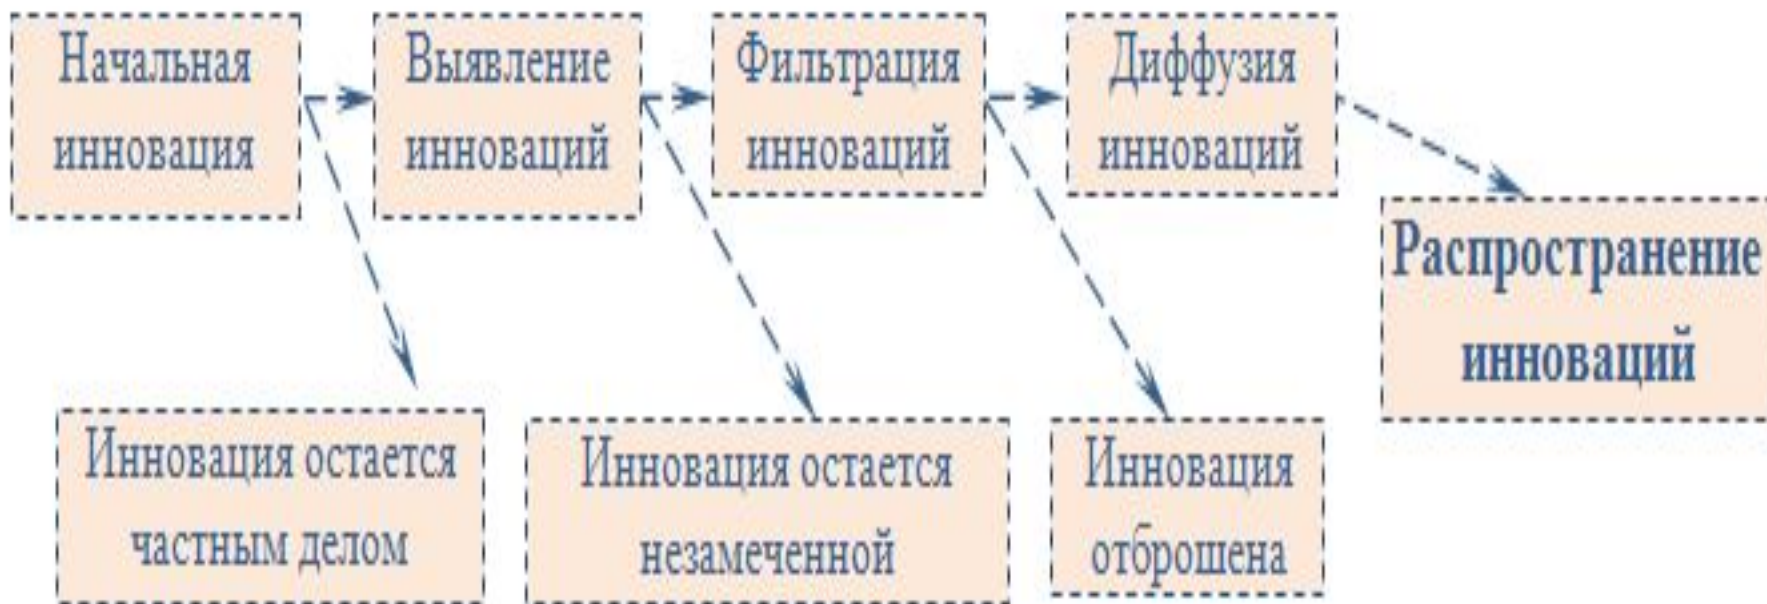 Начальная
инновация
Выявление
инноваций
Фильтрация
инноваций
Диффузия
инноваций
Распространение
инноваций
Инновация остается
частным делом
Инновация остается
незамеченной
Инновация
отброшена